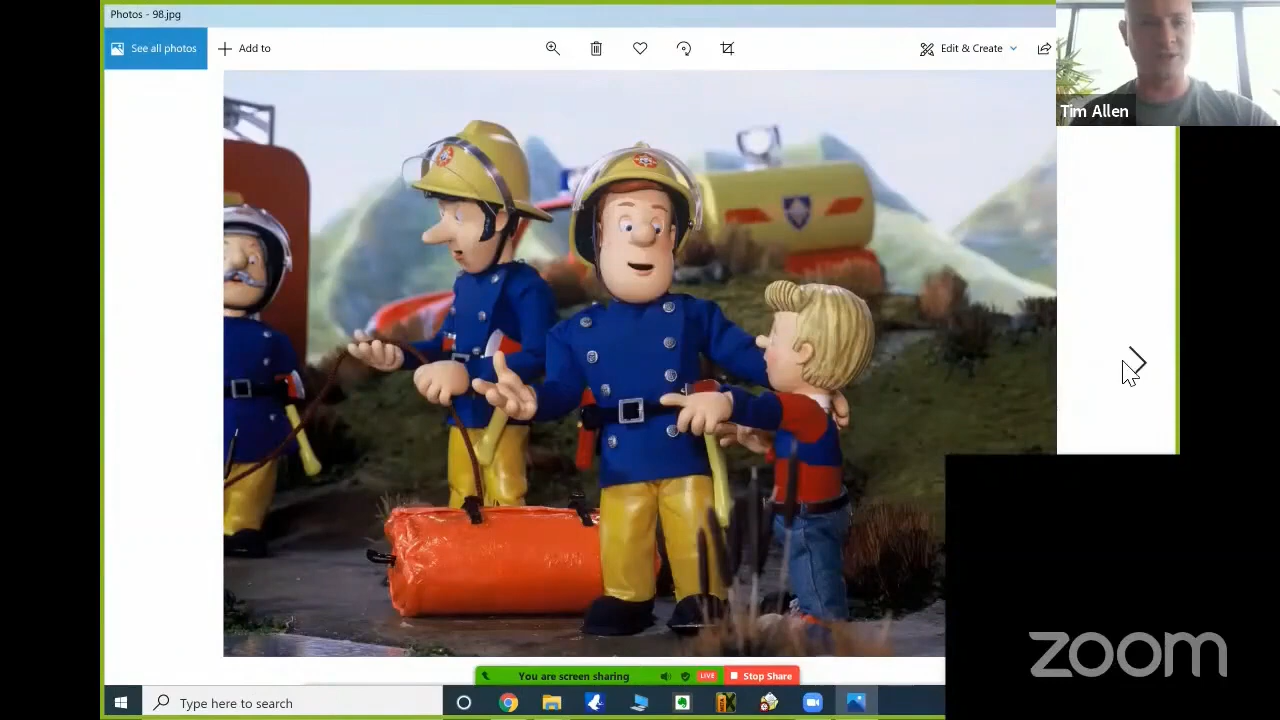 Photos - 98.jpg
See all photos
Add to
Edit & Create
Tim Allen
You are screen sharing
LIVE
Stop Share
Type here to search
zoom